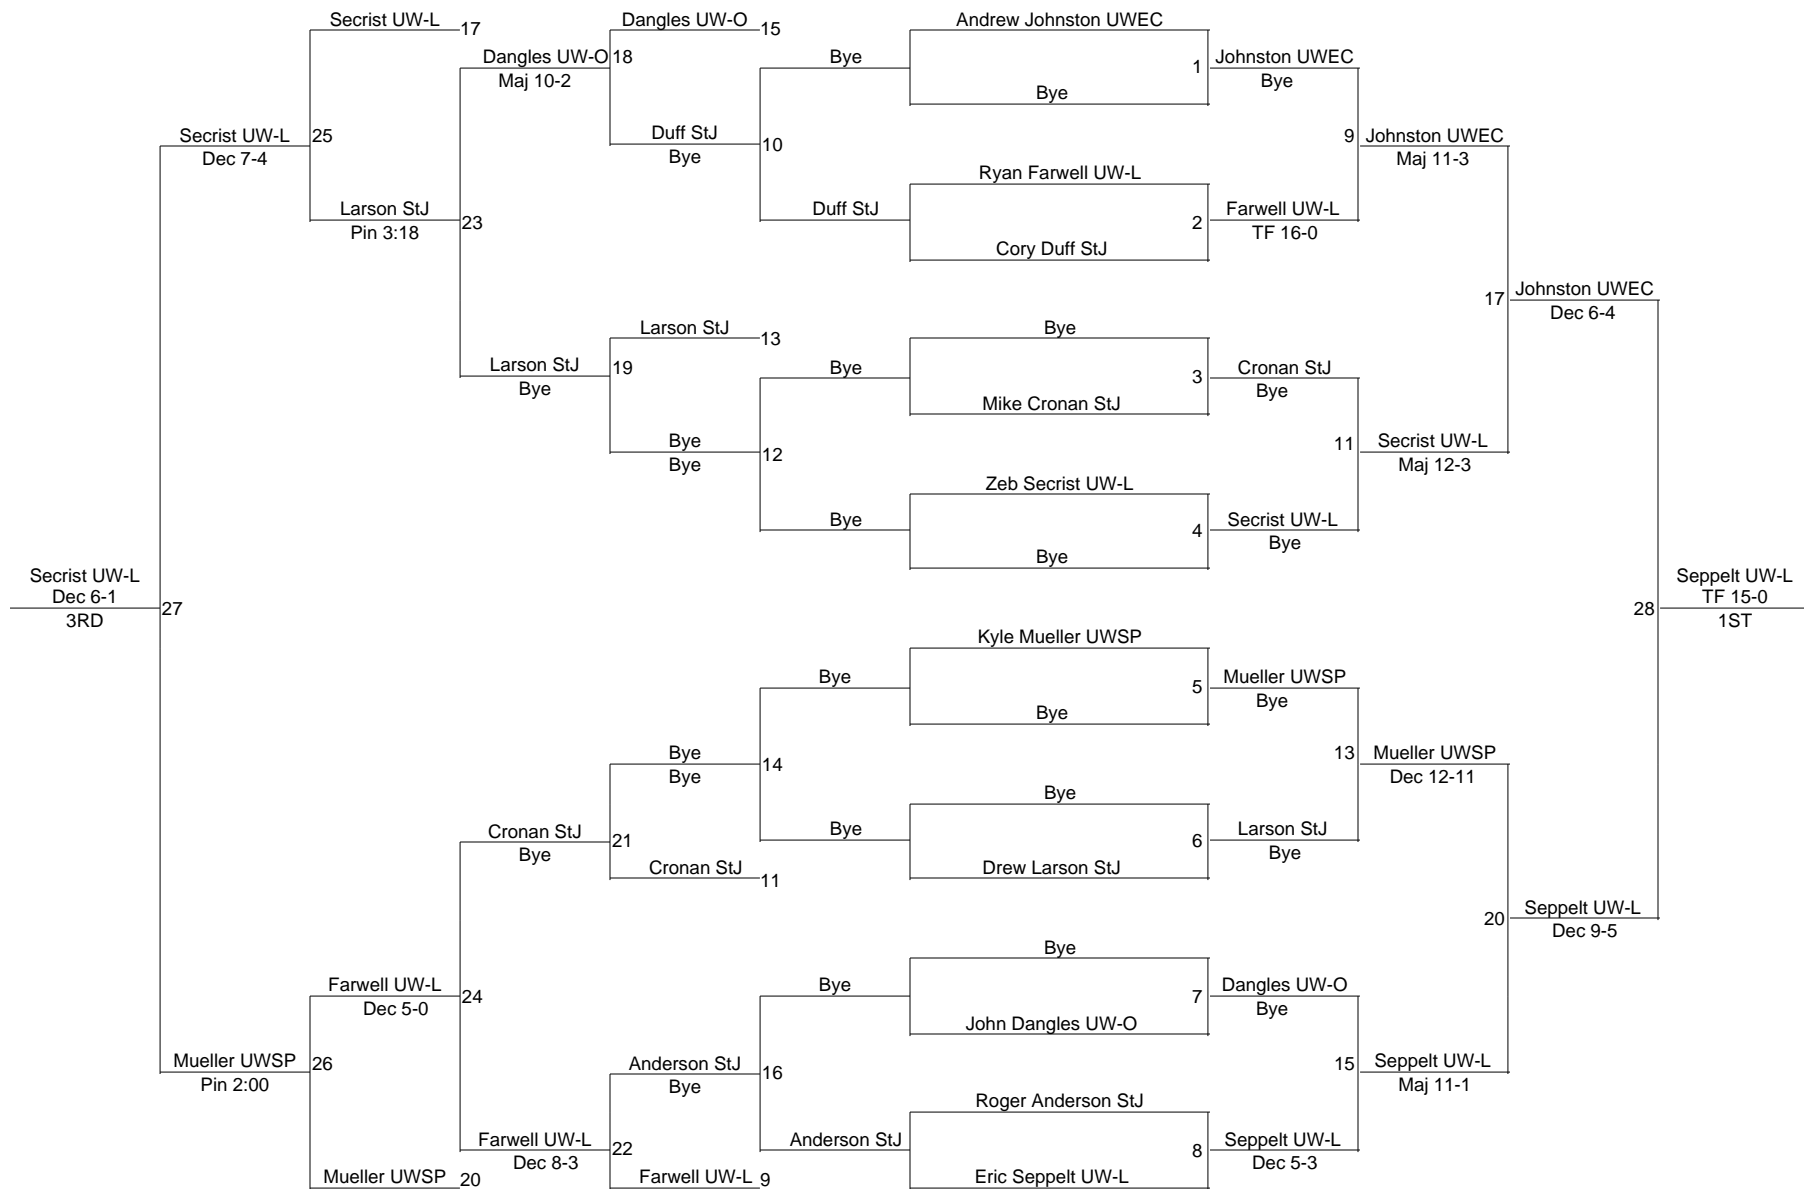 Secrist UW-L
17
Dangles UW-O
15
Andrew Johnston UWEC
Dangles UW-O
18
Maj 10-2
Bye
1
Johnston UWEC
Bye
Bye
Secrist UW-L
25
Dec 7-4
Duff StJ
10
Bye
9
Johnston UWEC
Maj 11-3
Ryan Farwell UW-L
Larson StJ
23
Pin 3:18
Duff StJ
2
Farwell UW-L
TF 16-0
Cory Duff StJ
17
Johnston UWEC
Dec 6-4
Larson StJ
13
Bye
Larson StJ
19
Bye
Bye
3
Cronan StJ
Bye
Mike Cronan StJ
Bye
12
Bye
11
Secrist UW-L
Maj 12-3
Zeb Secrist UW-L
Bye
4
Secrist UW-L
Bye
Bye
Secrist UW-L
Dec 6-1
27
3RD
28
Seppelt UW-L
TF 15-0
1ST
Kyle Mueller UWSP
Bye
5
Mueller UWSP
Bye
Bye
Bye
14
Bye
13
Mueller UWSP
Dec 12-11
Bye
Cronan StJ
21
Bye
Bye
6
Larson StJ
Bye
Cronan StJ
11
Drew Larson StJ
20
Seppelt UW-L
Dec 9-5
Bye
Farwell UW-L
24
Dec 5-0
Bye
7
Dangles UW-O
Bye
John Dangles UW-O
Mueller UWSP
26
Pin 2:00
Anderson StJ
16
Bye
15
Seppelt UW-L
Maj 11-1
Roger Anderson StJ
Farwell UW-L
22
Dec 8-3
Anderson StJ
8
Seppelt UW-L
Dec 5-3
Mueller UWSP
20
Farwell UW-L
9
Eric Seppelt UW-L